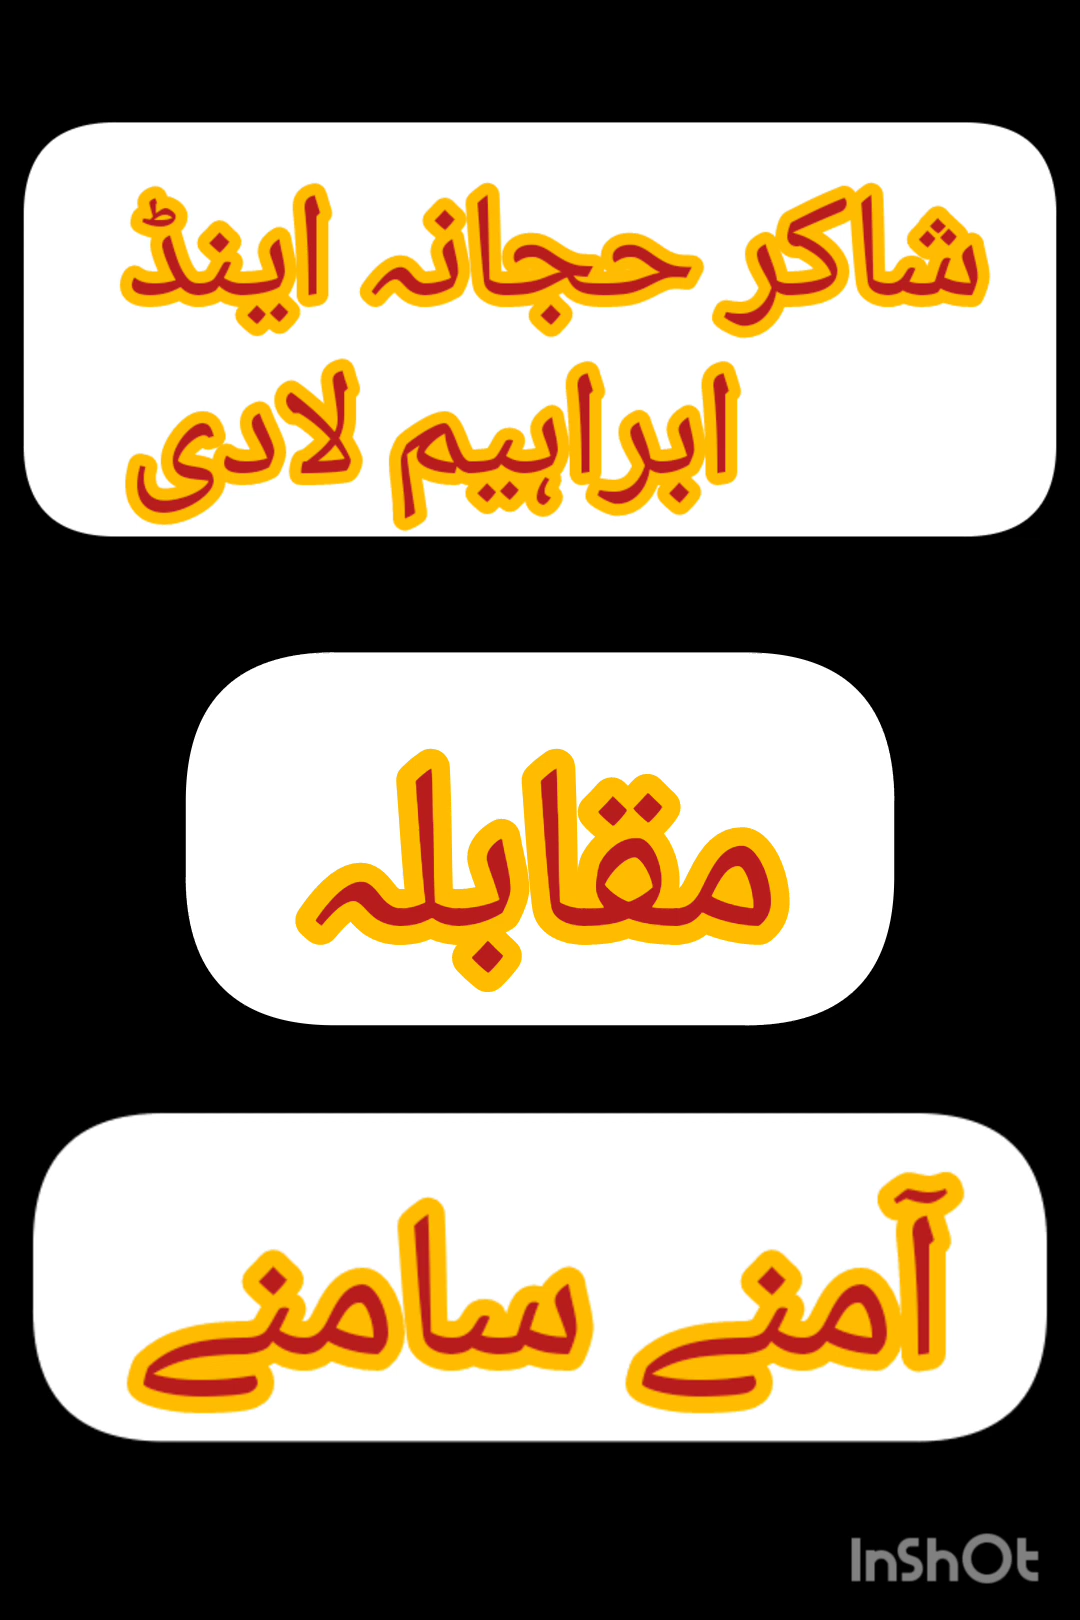 شاکر حجانہ اینڈ
ابراہیم لادی
مقابلہ
آمنے سامنے
InShOt